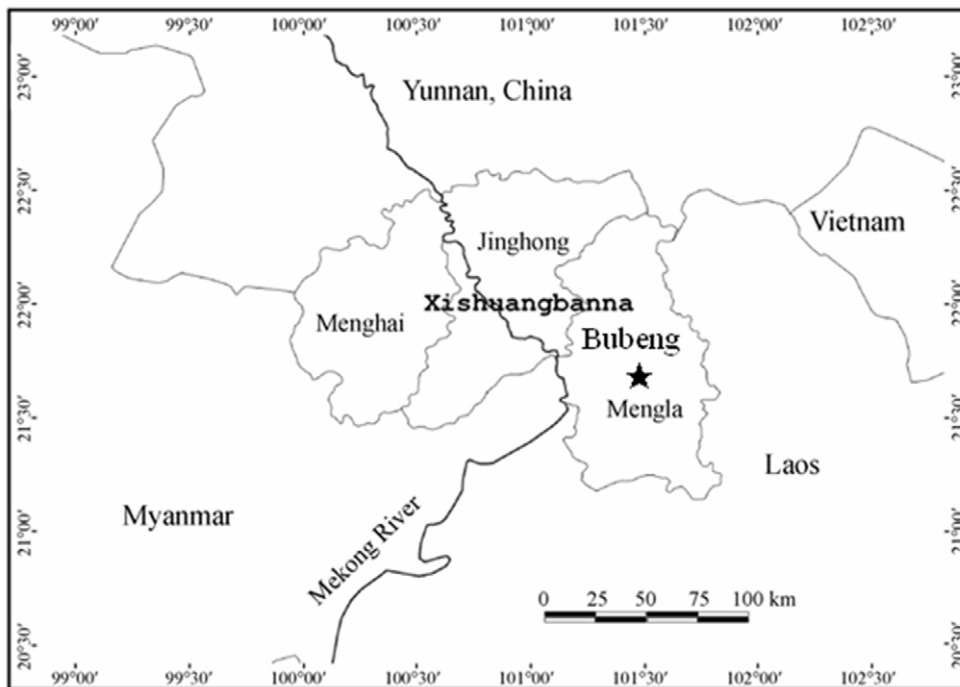 99°00' 99°30' 100°00' 100°30' 101°00' 101°30' 102°00' 102°30'
23°00' 23°00'
Yunnan, China
22°30' 22°30'
Vietnam
Jinghong
22°00' 22°00'
Xishuangbanna
Menghai
Bubeng
Mengla
21°30' 21°30'
Laos
Myanmar
Mekong River
21°00' 21°00'
0 25 50 75 100 km
20°30' 20°30'
99°00' 99°30' 100°00' 100°30' 101°00' 101°30' 102°00' 102°30'